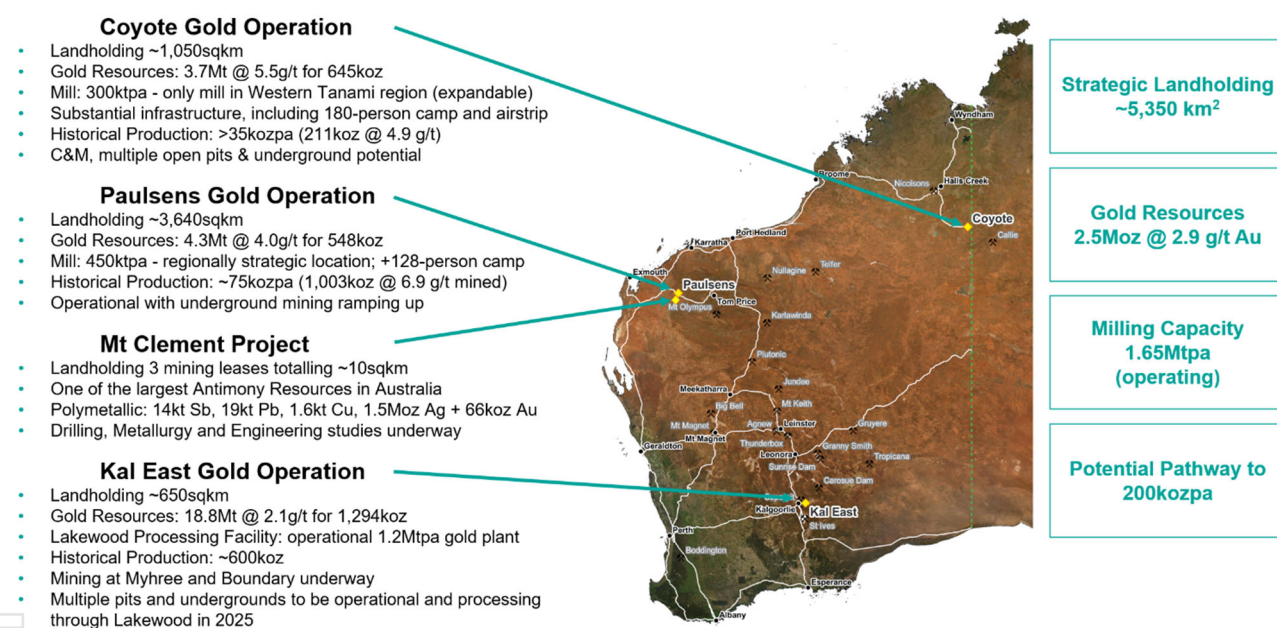 Coyote Gold Operation
• Landholding ~1,050sqkm
• Gold Resources: 3.7Mt @ 5.5g/t for 645koz
• Mill: 300ktpa - only mill in Western Tanami region (expandable)
• Substantial infrastructure, including 180-person camp and airstrip
• Historical Production: >35kozpa (211koz @ 4.9 g/t)
• C&M, multiple open pits & underground potential
Paulsens Gold Operation
• Landholding ~3,640sqkm
• Gold Resources: 4.3Mt @ 4.0g/t for 548koz
• Mill: 450ktpa - regionally strategic location; +128-person camp
• Historical Production: ~75kozpa (1,003koz @ 6.9 g/t mined)
• Operational with underground mining ramping up
Mt Clement Project
• Landholding 3 mining leases totalling ~10sqkm
• One of the largest Antimony Resources in Australia
• Polymetallic: 14kt Sb, 19kt Pb, 1.6kt Cu, 1.5Moz Ag + 66koz Au
• Drilling, Metallurgy and Engineering studies underway
Kal East Gold Operation
• Landholding ~650sqkm
• Gold Resources: 18.8Mt @ 2.1g/t for 1,294koz
• Lakewood Processing Facility: operational 1.2Mtpa gold plant
• Historical Production: ~600koz
• Mining at Myhree and Boundary underway
• Multiple pits and undergrounds to be operational and processing
through Lakewood in 2025
Wyndham
Broome
Nicolsons
Halls Creek
Coyote
Callie
Port Hedland
Karratha
Exmouth
Nullagine
Telfer
Paulsens
Tom Price
Mt Olympus
Karlawinda
Plutonic
Jundee
Meekatharra
Big Bell
Mt Keith
Mt Magnet
Mt Magnet
Agnew
Leinster
Gruyere
Thunderbox
Geraldton
Leonora
Granny Smith
Sunrise Dam
Tropicana
Carosue Dam
Kalgoorlie
Kal East
St Ives
Perth
Boddington
Esperance
Albany
Strategic Landholding
~5,350 km²
Gold Resources
2.5Moz @ 2.9 g/t Au
Milling Capacity
1.65Mtpa
(operating)
Potential Pathway to
200kozpa